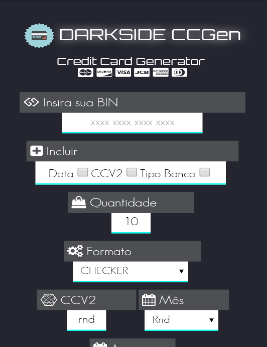 DARKSIDE CCGen
Credit Card Generator
Insira sua BIN
xxxx xxxx xxxx xxxx
Incluir
Data CCV2 Tipo Banco
Quantidade
10
Formato
CHECKER
CCV2 Mês
rnd Rnd